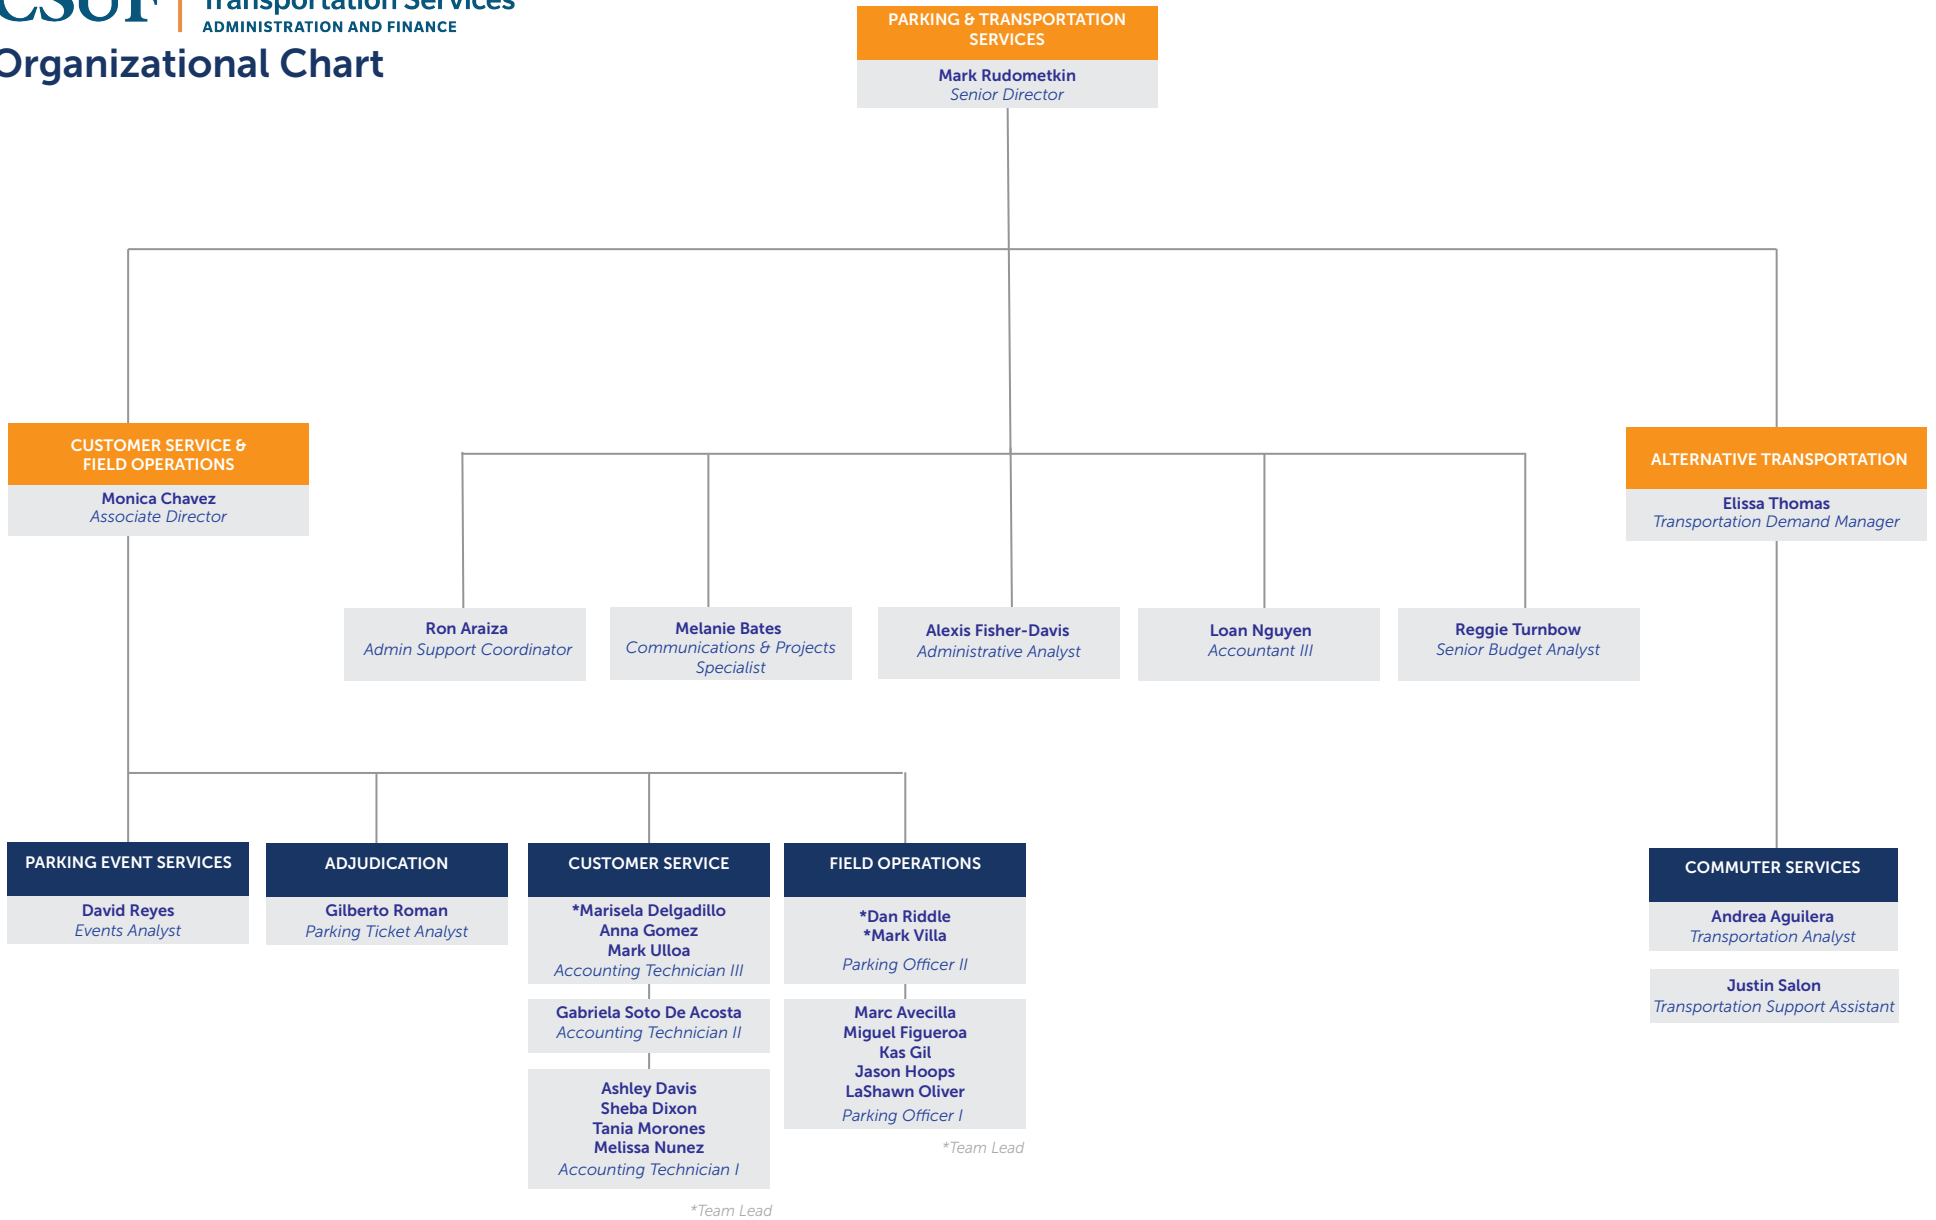 CSUF
Transportation Services
ADMINISTRATION AND FINANCE
Organizational Chart
PARKING & TRANSPORTATION
SERVICES
Mark Rudometkin
Senior Director
CUSTOMER SERVICE &
FIELD OPERATIONS
Monica Chavez
Associate Director
ALTERNATIVE TRANSPORTATION
Elissa Thomas
Transportation Demand Manager
Ron Araiza
Admin Support Coordinator
Melanie Bates
Communications & Projects
Specialist
Alexis Fisher-Davis
Administrative Analyst
Loan Nguyen
Accountant III
Reggie Turnbow
Senior Budget Analyst
PARKING EVENT SERVICES
David Reyes
Events Analyst
ADJUDICATION
Gilberto Roman
Parking Ticket Analyst
CUSTOMER SERVICE
*Marisela Delgadillo
Anna Gomez
Mark Ulloa
Accounting Technician III
Gabriela Soto De Acosta
Accounting Technician II
Ashley Davis
Sheba Dixon
Tania Morones
Melissa Nunez
Accounting Technician I
*Team Lead
FIELD OPERATIONS
*Dan Riddle
*Mark Villa
Parking Officer II
Marc Avecilla
Miguel Figueroa
Kas Gil
Jason Hoops
LaShawn Oliver
Parking Officer I
*Team Lead
COMMUTER SERVICES
Andrea Aguilera
Transportation Analyst
Justin Salon
Transportation Support Assistant